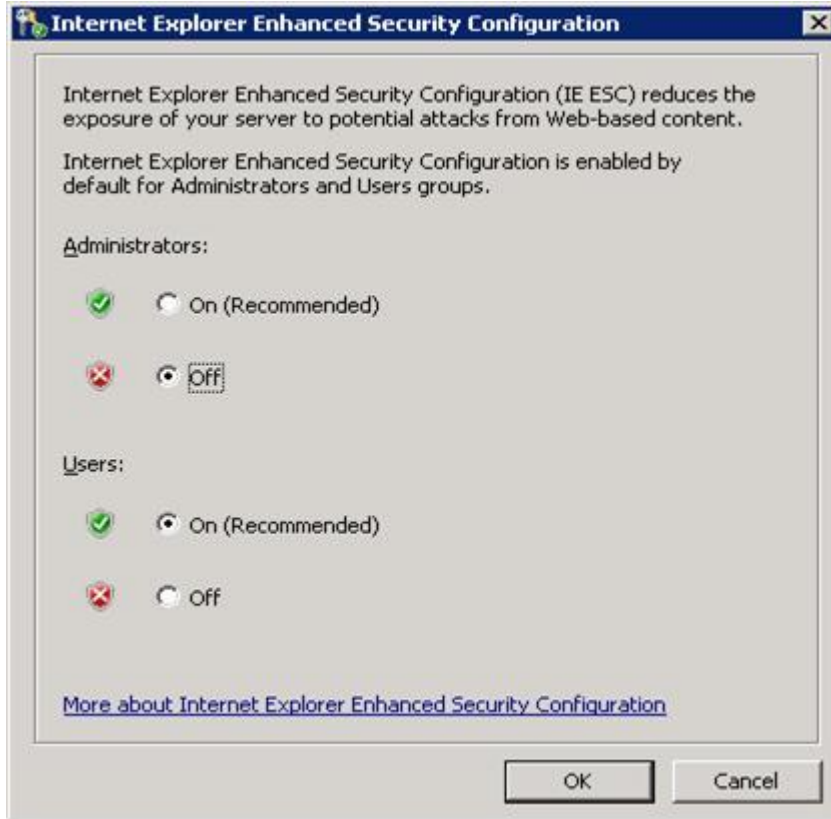 Internet Explorer Enhanced Security Configuration
Internet Explorer Enhanced Security Configuration (IE ESC) reduces the
exposure of your server to potential attacks from Web-based content.
Internet Explorer Enhanced Security Configuration is enabled by
default for Administrators and Users groups.
Administrators:
On (Recommended)
Off
Users:
On (Recommended)
Off
More about Internet Explorer Enhanced Security Configuration
OK Cancel